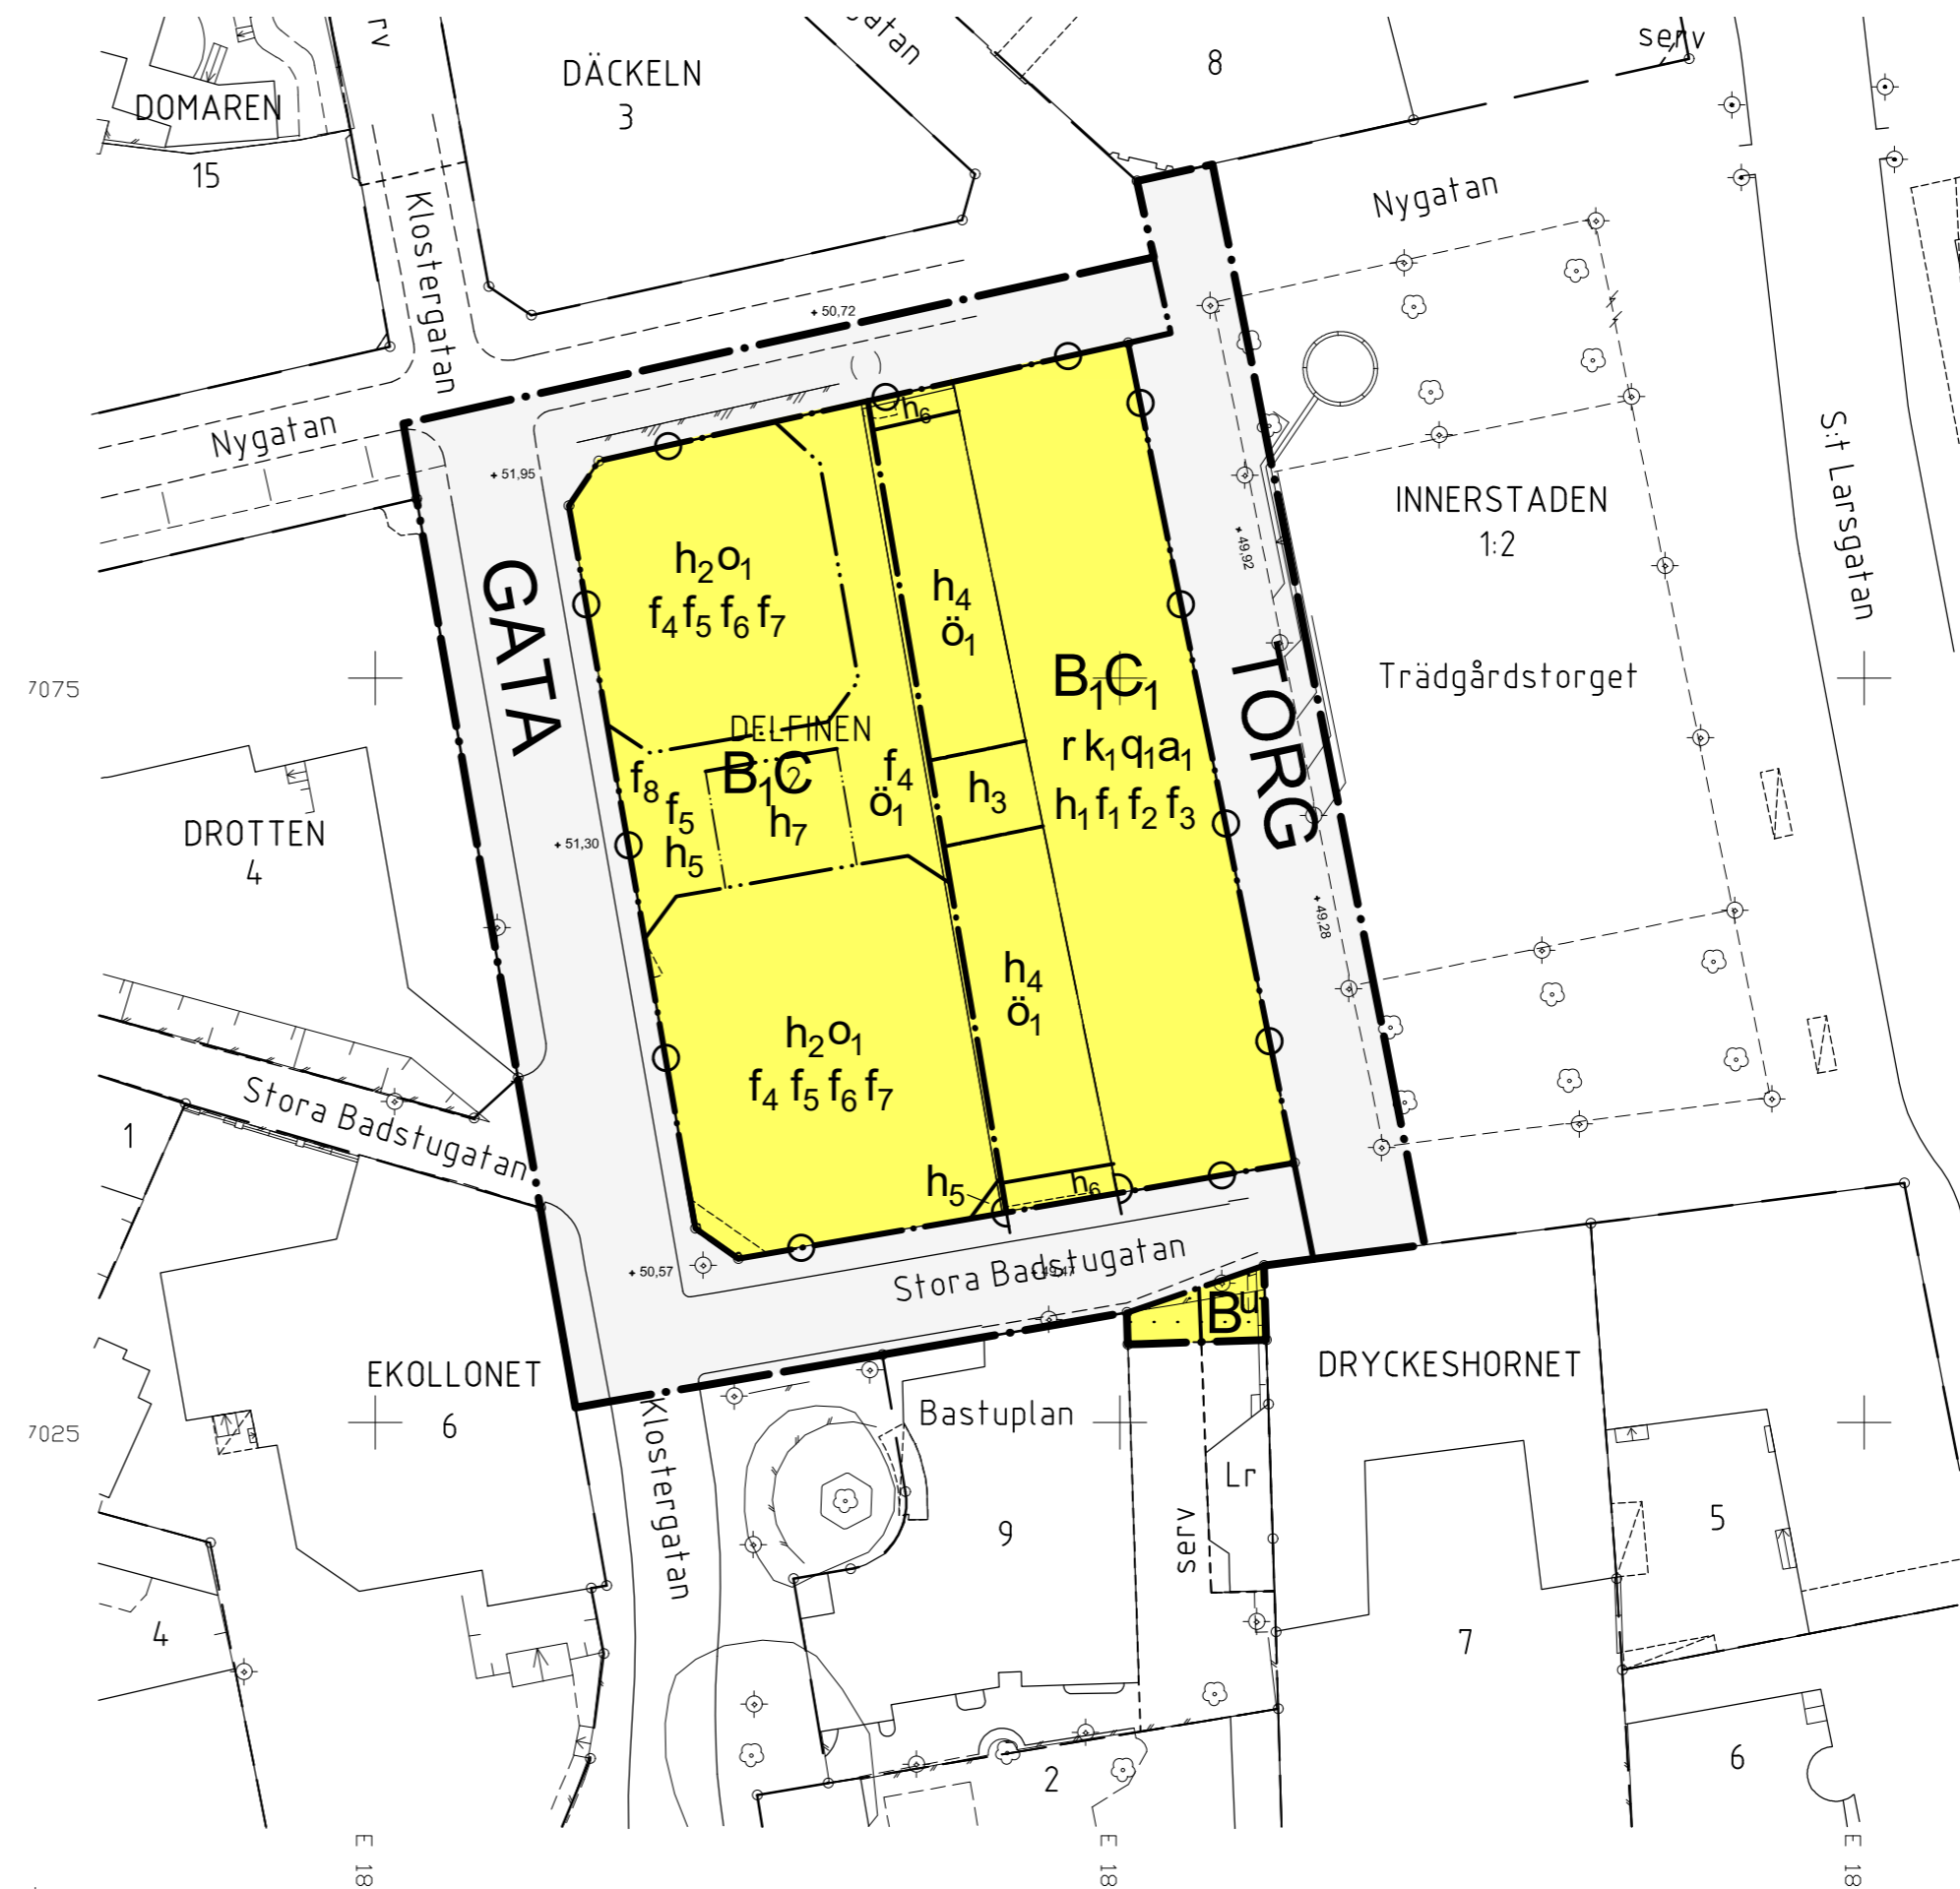 serv
DÄCKELN
3
8
DOMAREN
15
Klostergatan
Nygatan
+ 50,72
Nygatan
+ 51,95
S:t Larsgatan
GATA
h6
h2o1
f4 f5 f6 f7
h4
ö1
+ 49,92
INNERSTADEN
1:2
B1C1
r k1 q1 a1
h1 f1 f2 f3
TORG
Trädgårdstorget
7075
DELFINEN
2
B1C
f8
f5
h5
h7
f4
ö1
h3
DROTTEN
4
+ 51,30
+ 49,28
h4
ö1
h2o1
f4 f5 f6 f7
Stora Badstugatan
1
h5
h6
+ 50,57
Stora Badstugatan
+ 49,47
Bu
EKOLLONET
6
DRYCKESHORNET
Bastuplan
7025
Klostergatan
Lr
9
serv
5
4
7
2
6
E 18
E 18
E 18